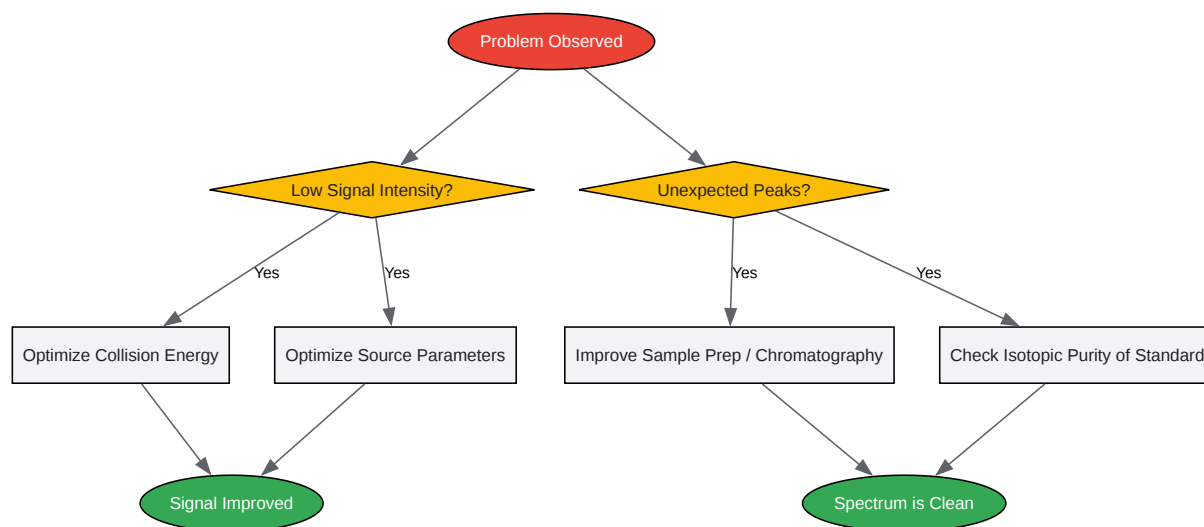 Problem Observed
Low Signal Intensity?
Unexpected Peaks?
Yes
Yes
Yes
Yes
Optimize Collision Energy
Optimize Source Parameters
Improve Sample Prep / Chromatography
Check Isotopic Purity of Standard
Signal Improved
Spectrum is Clean